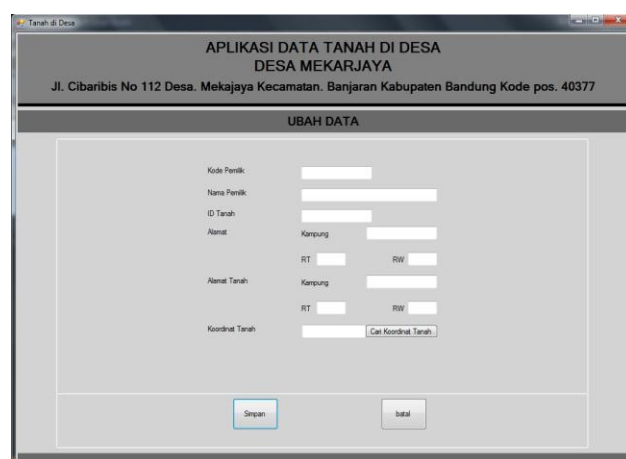 Tanah di Desa
APLIKASI DATA TANAH DI DESA
DESA MEKARJAYA
Jl. Cibaribis No 112 Desa. Mekajaya Kecamatan. Banjaran Kabupaten Bandung Kode pos. 40377
UBAH DATA
Kode Pemilik
Nama Pemilik
ID Tanah
Alamat Kampung
RT RW
Alamat Tanah Kampung
RT RW
Koordinat Tanah Cari Koordinat Tanah
Simpan batal